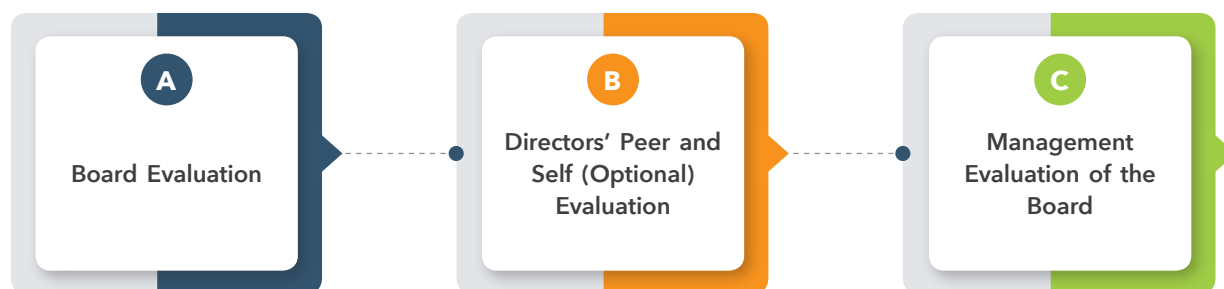 A
Board Evaluation
B
Directors’ Peer and
Self (Optional)
Evaluation
C
Management
Evaluation of the
Board